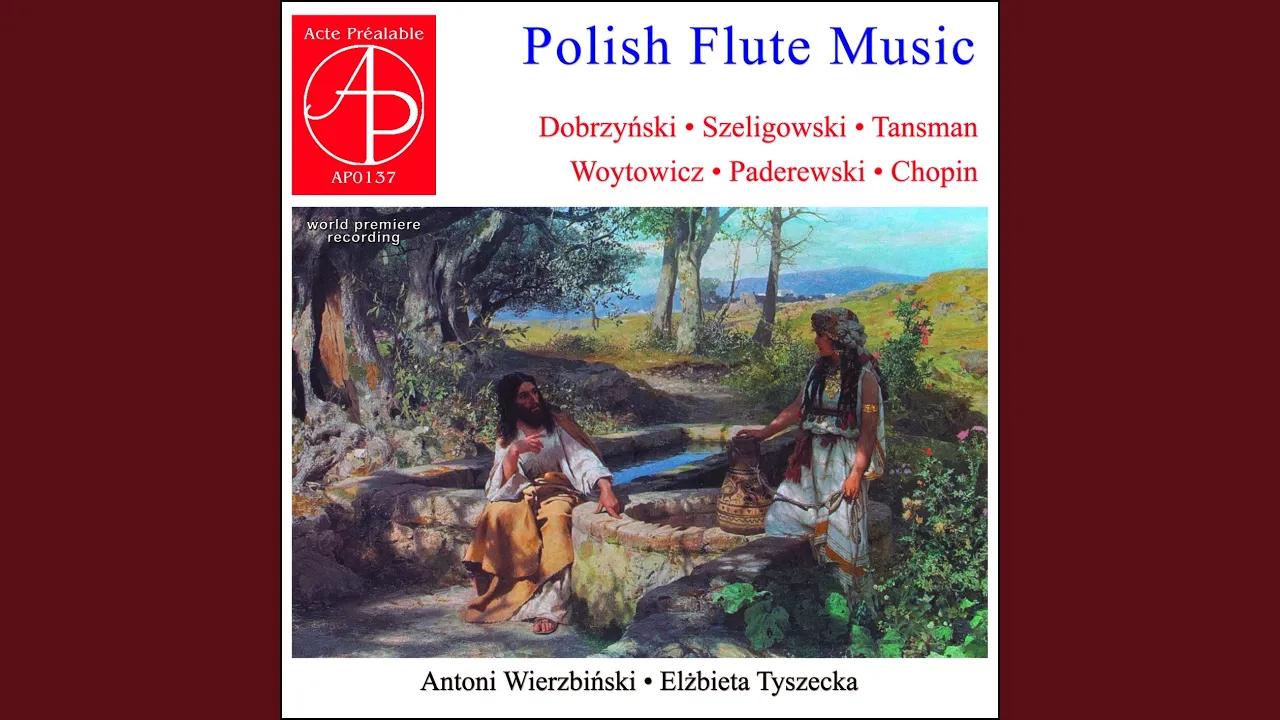 Acte Préalable
AP
AP0137
Polish Flute Music
Dobrzyński • Szeligowski • Tansman
Woytowicz • Paderewski • Chopin
world premiere
recording
Antoni Wierzbiński • Elżbieta Tyszecka